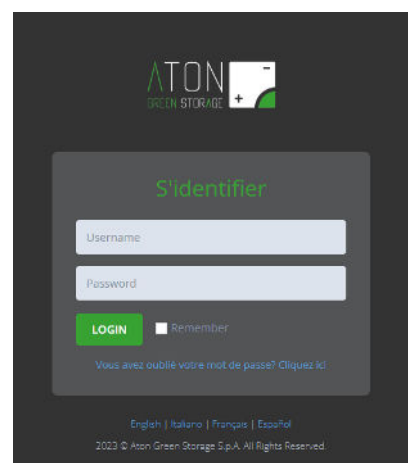 ATON
GREEN STORAGE
S'identifier
Username
Password
LOGIN
Remember
Vous avez oublié votre mot de passe? Cliquez ici
English | Italiano | Français | Español
2023 © Aton Green Storage S.p.A. All Rights Reserved.